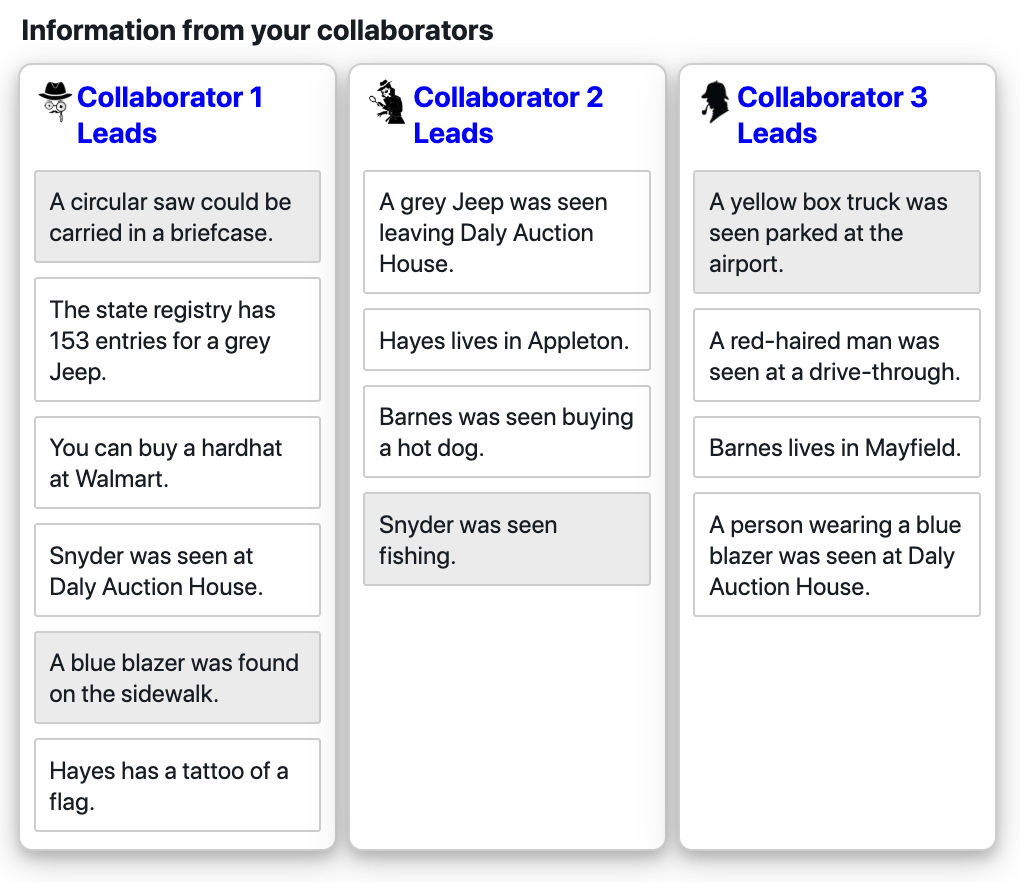 Information from your collaborators
Collaborator 1
Leads
A circular saw could be
carried in a briefcase.
The state registry has
153 entries for a grey
Jeep.
You can buy a hardhat
at Walmart.
Snyder was seen at
Daly Auction House.
A blue blazer was found
on the sidewalk.
Hayes has a tattoo of a
flag.
Collaborator 2
Leads
A grey Jeep was seen
leaving Daly Auction
House.
Hayes lives in Appleton.
Barnes was seen buying
a hot dog.
Snyder was seen
fishing.
Collaborator 3
Leads
A yellow box truck was
seen parked at the
airport.
A red-haired man was
seen at a drive-through.
Barnes lives in Mayfield.
A person wearing a blue
blazer was seen at Daly
Auction House.